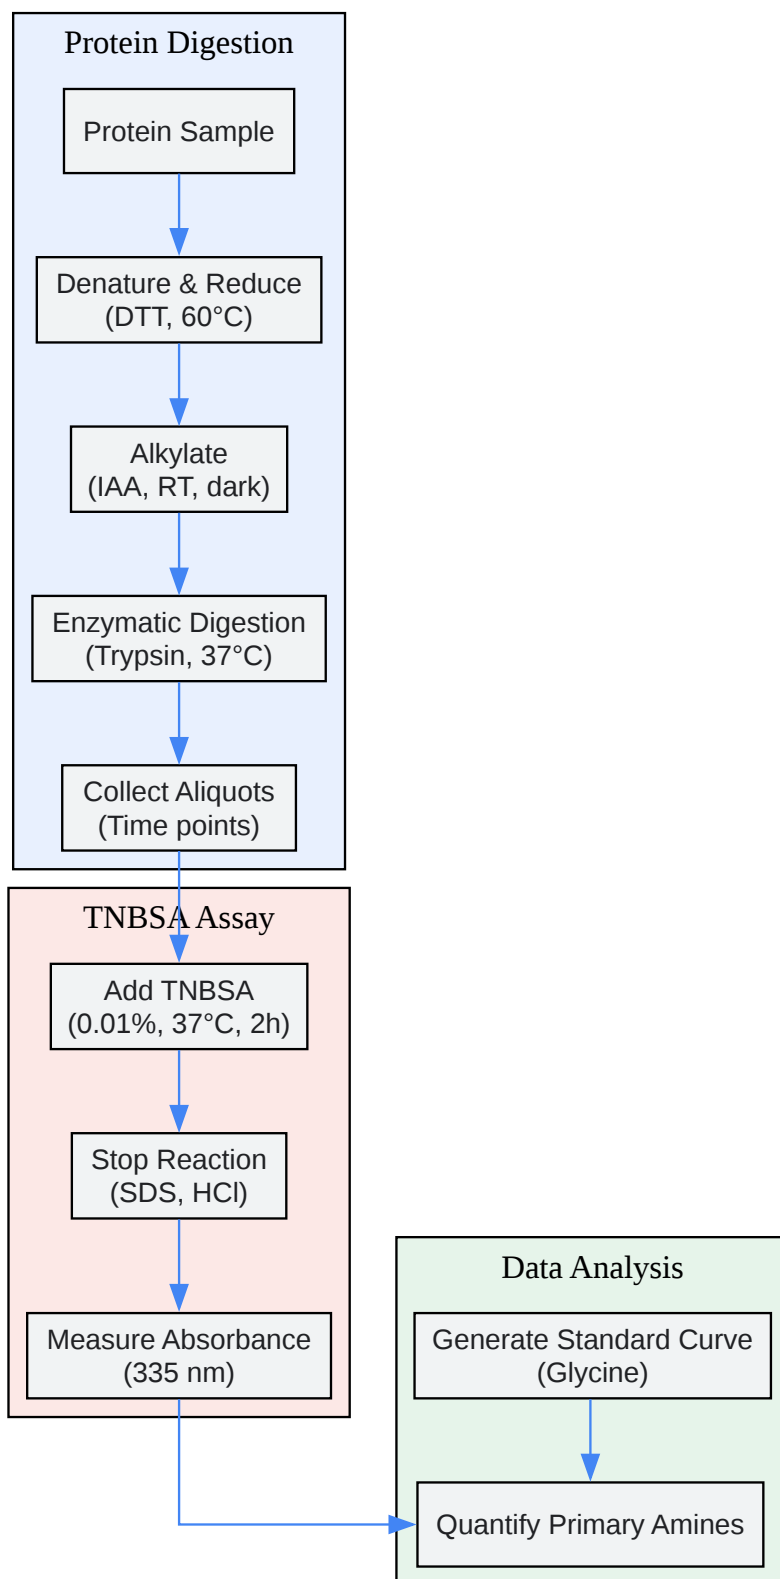 Protein Digestion
Protein Sample
Denature & Reduce
(DTT, 60°C)
Alkylate
(IAA, RT, dark)
Enzymatic Digestion
(Trypsin, 37°C)
Collect Aliquots
(Time points)
TNBSA Assay
Add TNBSA
(0.01%, 37°C, 2h)
Stop Reaction
(SDS, HCl)
Measure Absorbance
(335 nm)
Data Analysis
Generate Standard Curve
(Glycine)
Quantify Primary Amines